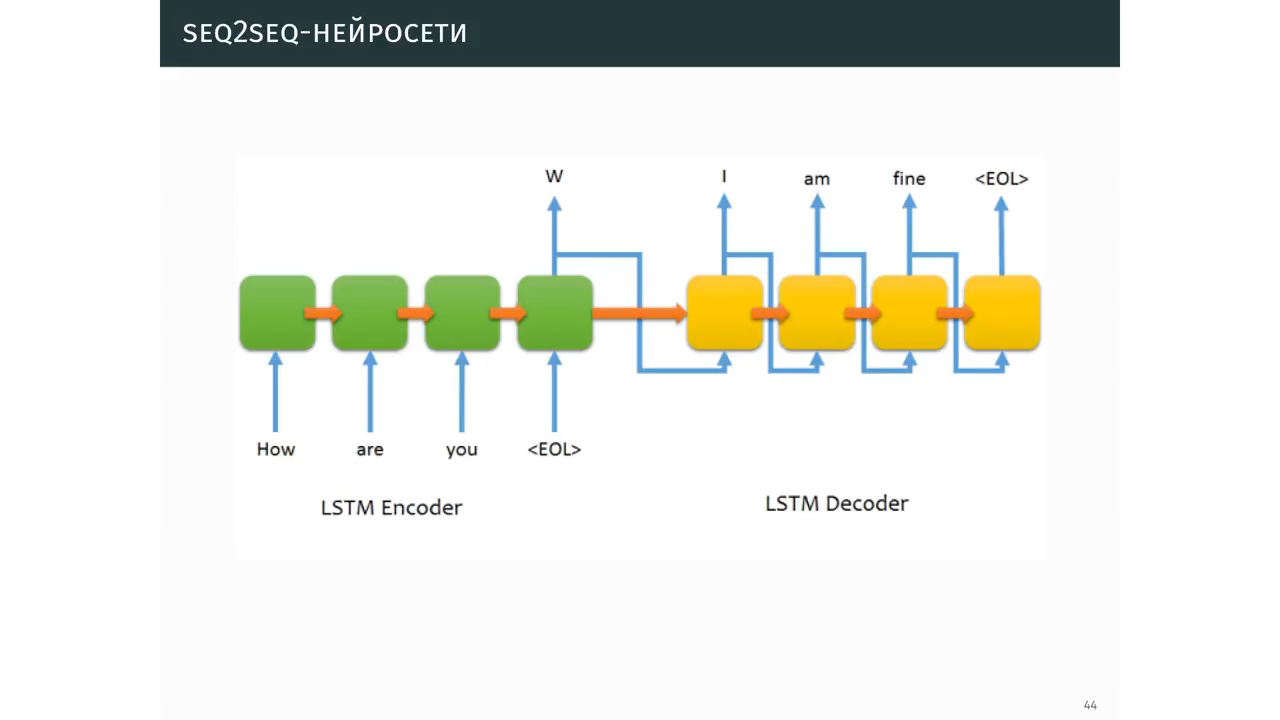 SEQ2SEQ-НЕЙРОСЕТИ
W I am fine <EOL>
How are you <EOL>
LSTM Encoder LSTM Decoder
44